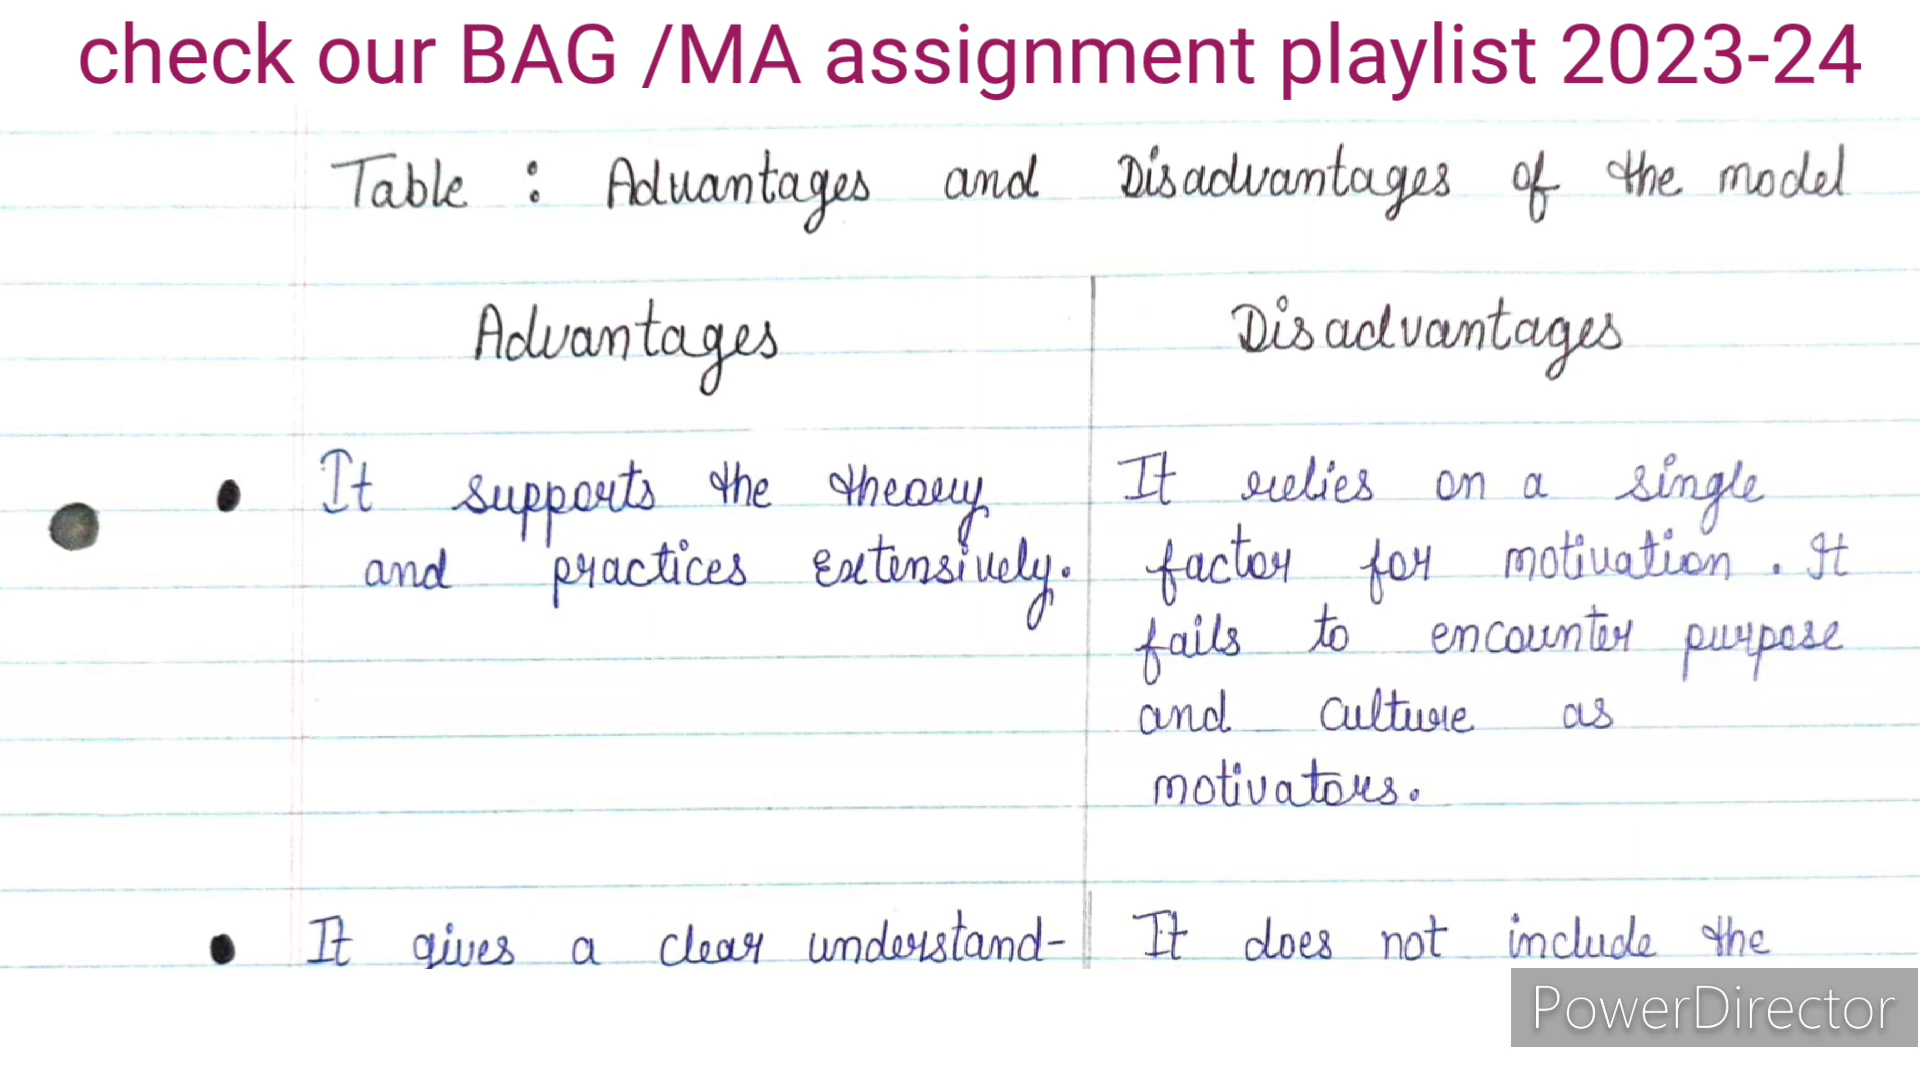 check our BAG /MA assignment playlist 2023-24
Table : Advantages and Disadvantages of the model
Advantages
Disadvantages
It supports the theory
and practices extensively.
It relies on a single
factor for motivation. It
fails to encounter purpose
and culture as
motivators.
It gives a clear understand-
It does not include the
PowerDirector